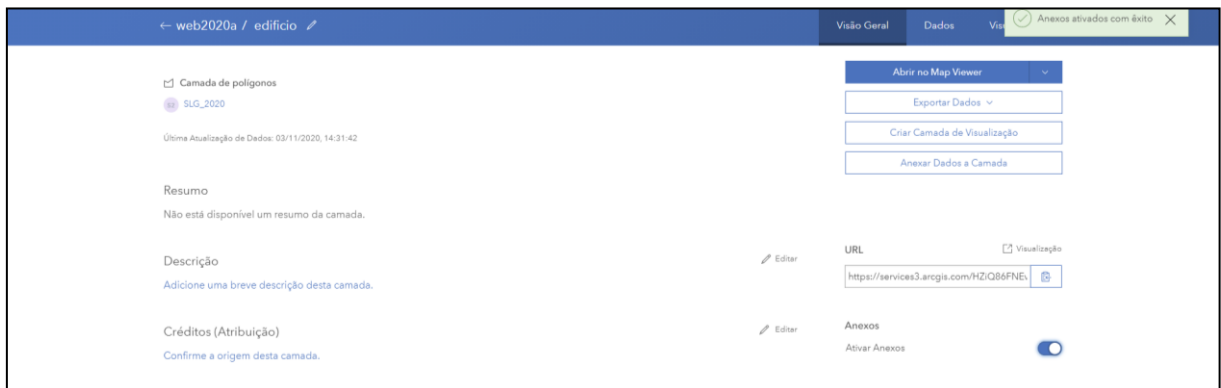 ← web2020a / edificio
Visão Geral Dados
Anexos ativados com êxito
Camada de polígonos
SLG_2020
Última Atualização de Dados: 03/11/2020, 14:31:42
Abrir no Map Viewer
Exportar Dados
Criar Camada de Visualização
Anexar Dados a Camada
Resumo
Não está disponível um resumo da camada.
Descrição
Editar
Adicione uma breve descrição desta camada.
Créditos (Atribuição)
Editar
Confirme a origem desta camada.
URL
Visualização
https://services3.arcgis.com/HZiQ86FNE
Anexos
Ativar Anexos